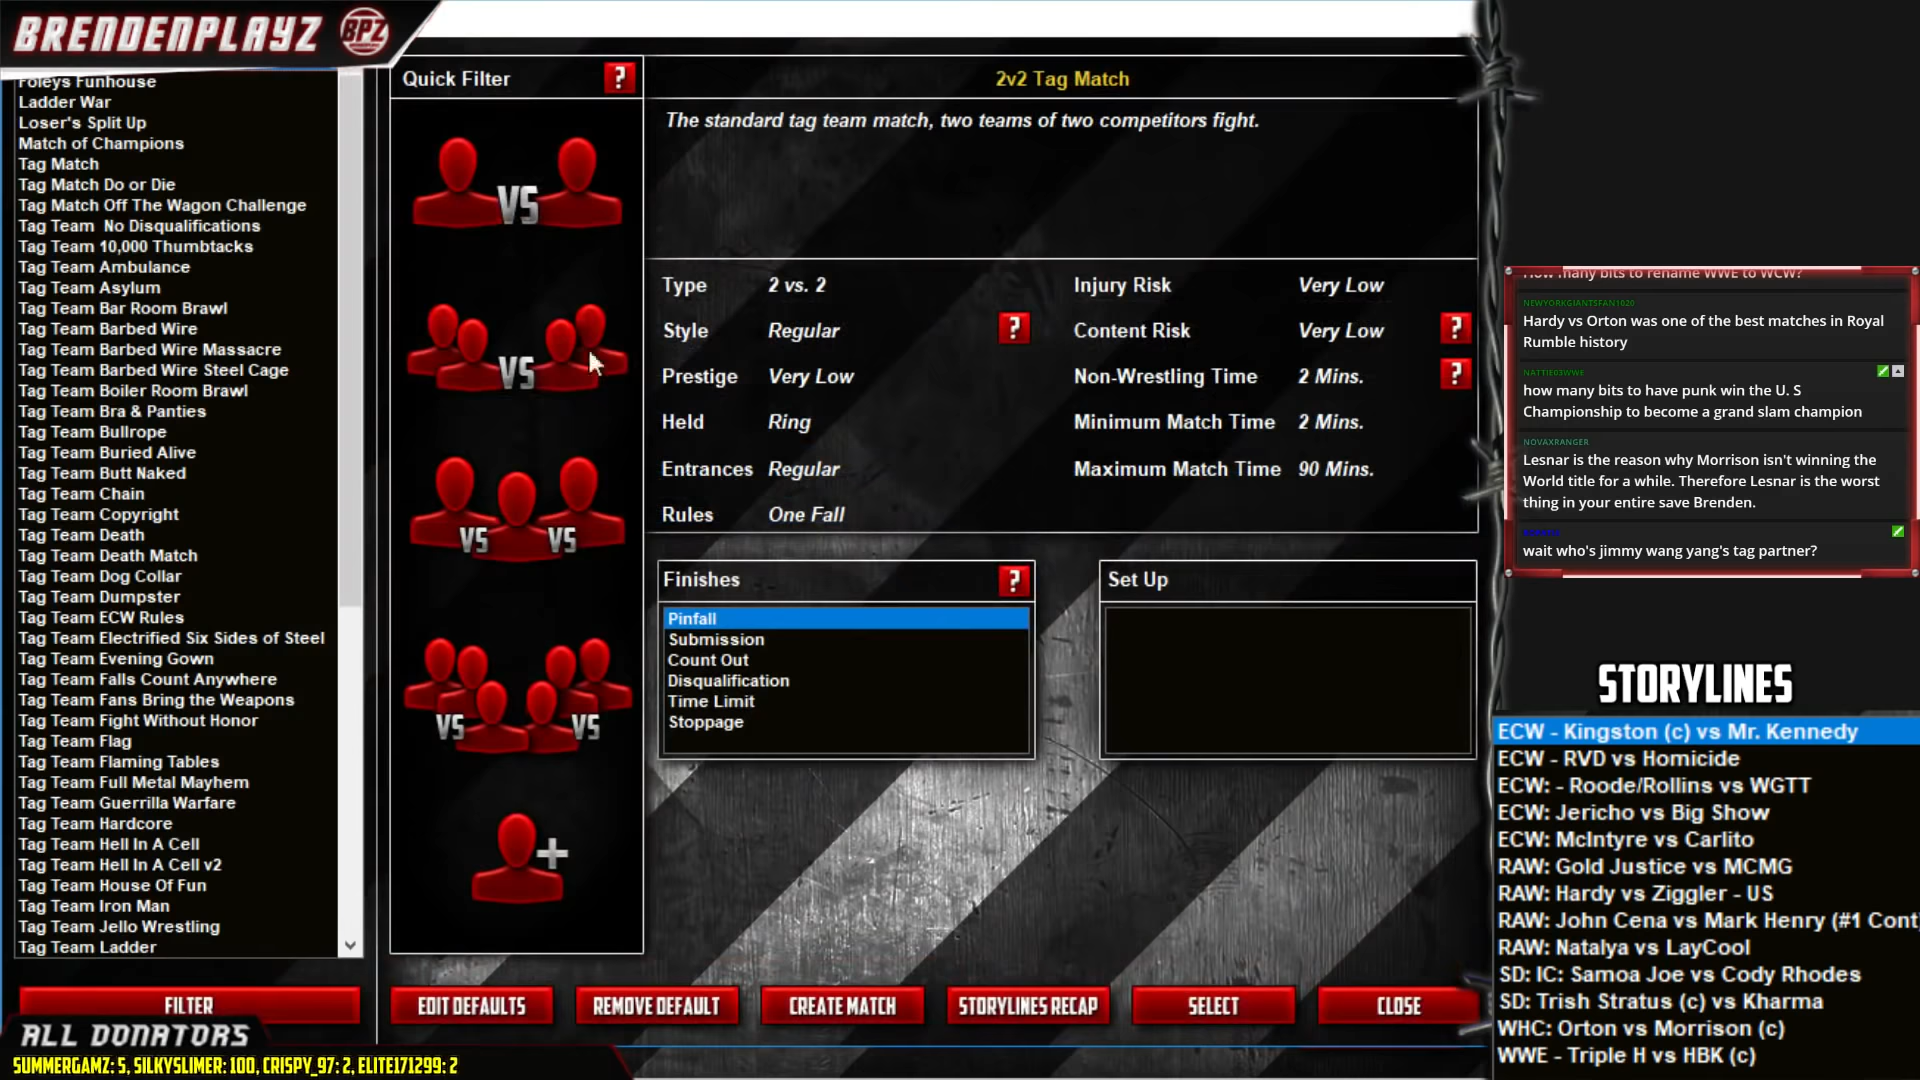 BRENDENPLAYZ
BPZ
Foleys Funhouse
Ladder War
Loser's Split Up
Match of Champions
Tag Match
Tag Match Do or Die
Tag Match Off The Wagon Challenge
Tag Team  No Disqualifications
Tag Team 10,000 Thumbtacks
Tag Team Ambulance
Tag Team Asylum
Tag Team Bar Room Brawl
Tag Team Barbed Wire
Tag Team Barbed Wire Massacre
Tag Team Barbed Wire Steel Cage
Tag Team Boiler Room Brawl
Tag Team Bra & Panties
Tag Team Bullrope
Tag Team Buried Alive
Tag Team Butt Naked
Tag Team Chain
Tag Team Copyright
Tag Team Death
Tag Team Death Match
Tag Team Dog Collar
Tag Team Dumpster
Tag Team ECW Rules
Tag Team Electrified Six Sides of Steel
Tag Team Evening Gown
Tag Team Falls Count Anywhere
Tag Team Fans Bring the Weapons
Tag Team Fight Without Honor
Tag Team Flag
Tag Team Flaming Tables
Tag Team Full Metal Mayhem
Tag Team Guerrilla Warfare
Tag Team Hardcore
Tag Team Hell In A Cell
Tag Team Hell In A Cell v2
Tag Team House Of Fun
Tag Team Iron Man
Tag Team Jello Wrestling
Tag Team Ladder
FILTER
Quick Filter ?
VS
VS
VS VS
VS VS
+
2v2 Tag Match
The standard tag team match, two teams of two competitors fight.
Type 2 vs. 2
Style Regular ?
Prestige Very Low
Held Ring
Entrances Regular
Rules One Fall
Injury Risk Very Low
Content Risk Very Low ?
Non-Wrestling Time 2 Mins. ?
Minimum Match Time 2 Mins.
Maximum Match Time 90 Mins.
Finishes ?
Pinfall
Submission
Count Out
Disqualification
Time Limit
Stoppage
Set Up
EDIT DEFAULTS REMOVE DEFAULT CREATE MATCH STORYLINES RECAP SELECT CLOSE
How many bits to rename WWE to WCW?
NEWYORKGIANTSFAN1020
Hardy vs Orton was one of the best matches in Royal
Rumble history
NATTIE03WWE
how many bits to have punk win the U. S
Championship to become a grand slam champion
NOVAXRANGER
Lesnar is the reason why Morrison isn't winning the
World title for a while. Therefore Lesnar is the worst
thing in your entire save Brenden.
wait who's jimmy wang yang's tag partner?
STORYLINES
ECW - Kingston (c) vs Mr. Kennedy
ECW - RVD vs Homicide
ECW: - Roode/Rollins vs WGTT
ECW: Jericho vs Big Show
ECW: McIntyre vs Carlito
RAW: Gold Justice vs MCMG
RAW: Hardy vs Ziggler - US
RAW: John Cena vs Mark Henry (#1 Cont
RAW: Natalya vs LayCool
SD: IC: Samoa Joe vs Cody Rhodes
SD: Trish Stratus (c) vs Kharma
WHC: Orton vs Morrison (c)
WWE - Triple H vs HBK (c)
ALL DONATORS
SUMMERGAMZ: 5, SILKYSLIMER: 100, CRISPY_97: 2, ELITE171299: 2